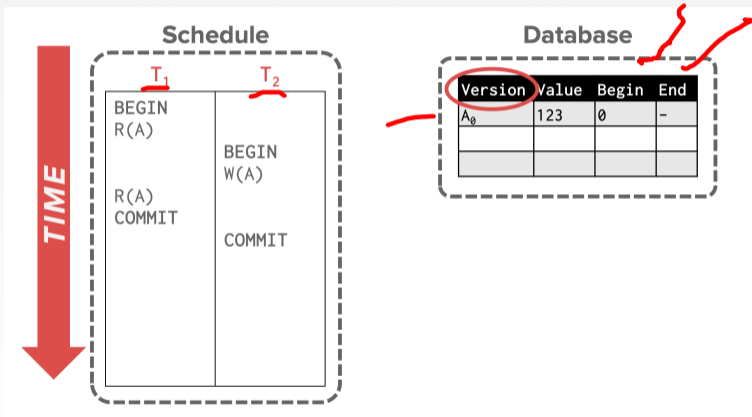 Schedule
T₁ T₂
BEGIN
R(A)
BEGIN
W(A)
R(A)
COMMIT
COMMIT
TIME
Database
Version Value Begin End
A₀ 123 0 -